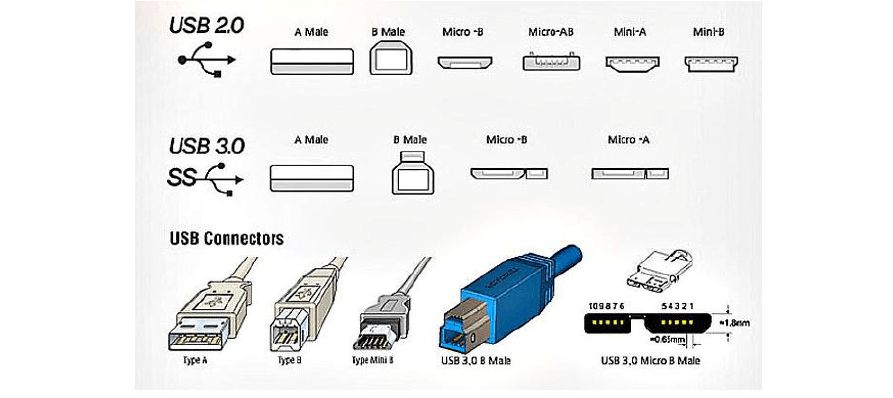 USB 2.0
A Male B Male Micro -B Micro-AB Mini-A Mini-B
USB 3.0
SS
A Male B Male Micro -B Micro -A
USB Connectors
10 9 8 7 6 5 4 3 2 1
≈1,8mm
≈0.65mm
Type A Type B Type Mini B USB 3,0 B Male USB 3,0 Micro B Male